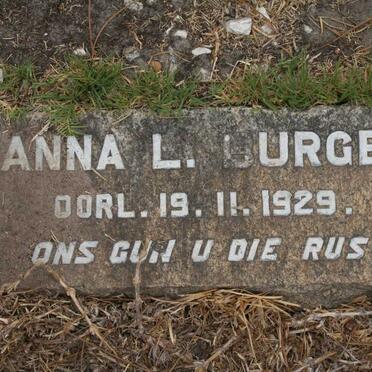 ANNA L. BURGE
OORL. 19. 11. 1929.
ONS GUN U DIE RUS